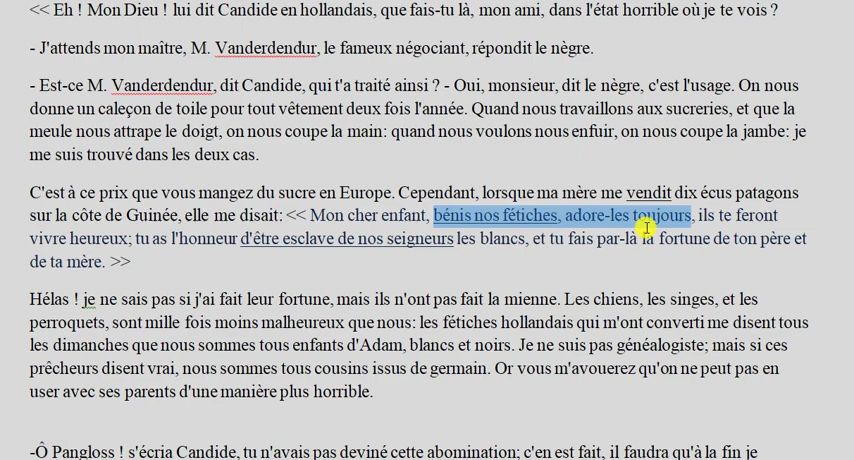 << Eh ! Mon Dieu ! lui dit Candide en hollandais, que fais-tu là, mon ami, dans l'état horrible où je te vois ?
- J'attends mon maître, M. Vanderdendur, le fameux négociant, répondit le nègre.
- Est-ce M. Vanderdendur, dit Candide, qui t'a traité ainsi ? - Oui, monsieur, dit le nègre, c'est l'usage. On nous
donne un caleçon de toile pour tout vêtement deux fois l'année. Quand nous travaillons aux sucreries, et que la
meule nous attrape le doigt, on nous coupe la main: quand nous voulons nous enfuir, on nous coupe la jambe: je
me suis trouvé dans les deux cas.
C'est à ce prix que vous mangez du sucre en Europe. Cependant, lorsque ma mère me vendit dix écus patagons
sur la côte de Guinée, elle me disait: << Mon cher enfant, bénis nos fétiches, adore-les toujours, ils te feront
vivre heureux; tu as l'honneur d'être esclave de nos seigneurs les blancs, et tu fais par-là la fortune de ton père et
de ta mère. >>
Hélas ! je ne sais pas si j'ai fait leur fortune, mais ils n'ont pas fait la mienne. Les chiens, les singes, et les
perroquets, sont mille fois moins malheureux que nous: les fétiches hollandais qui m'ont converti me disent tous
les dimanches que nous sommes tous enfants d'Adam, blancs et noirs. Je ne suis pas généalogiste; mais si ces
prêcheurs disent vrai, nous sommes tous cousins issus de germain. Or vous m'avouerez qu'on ne peut pas en
user avec ses parents d'une manière plus horrible.
-Ô Pangloss ! s'écria Candide, tu n'avais pas deviné cette abomination; c'en est fait, il faudra qu'à la fin je